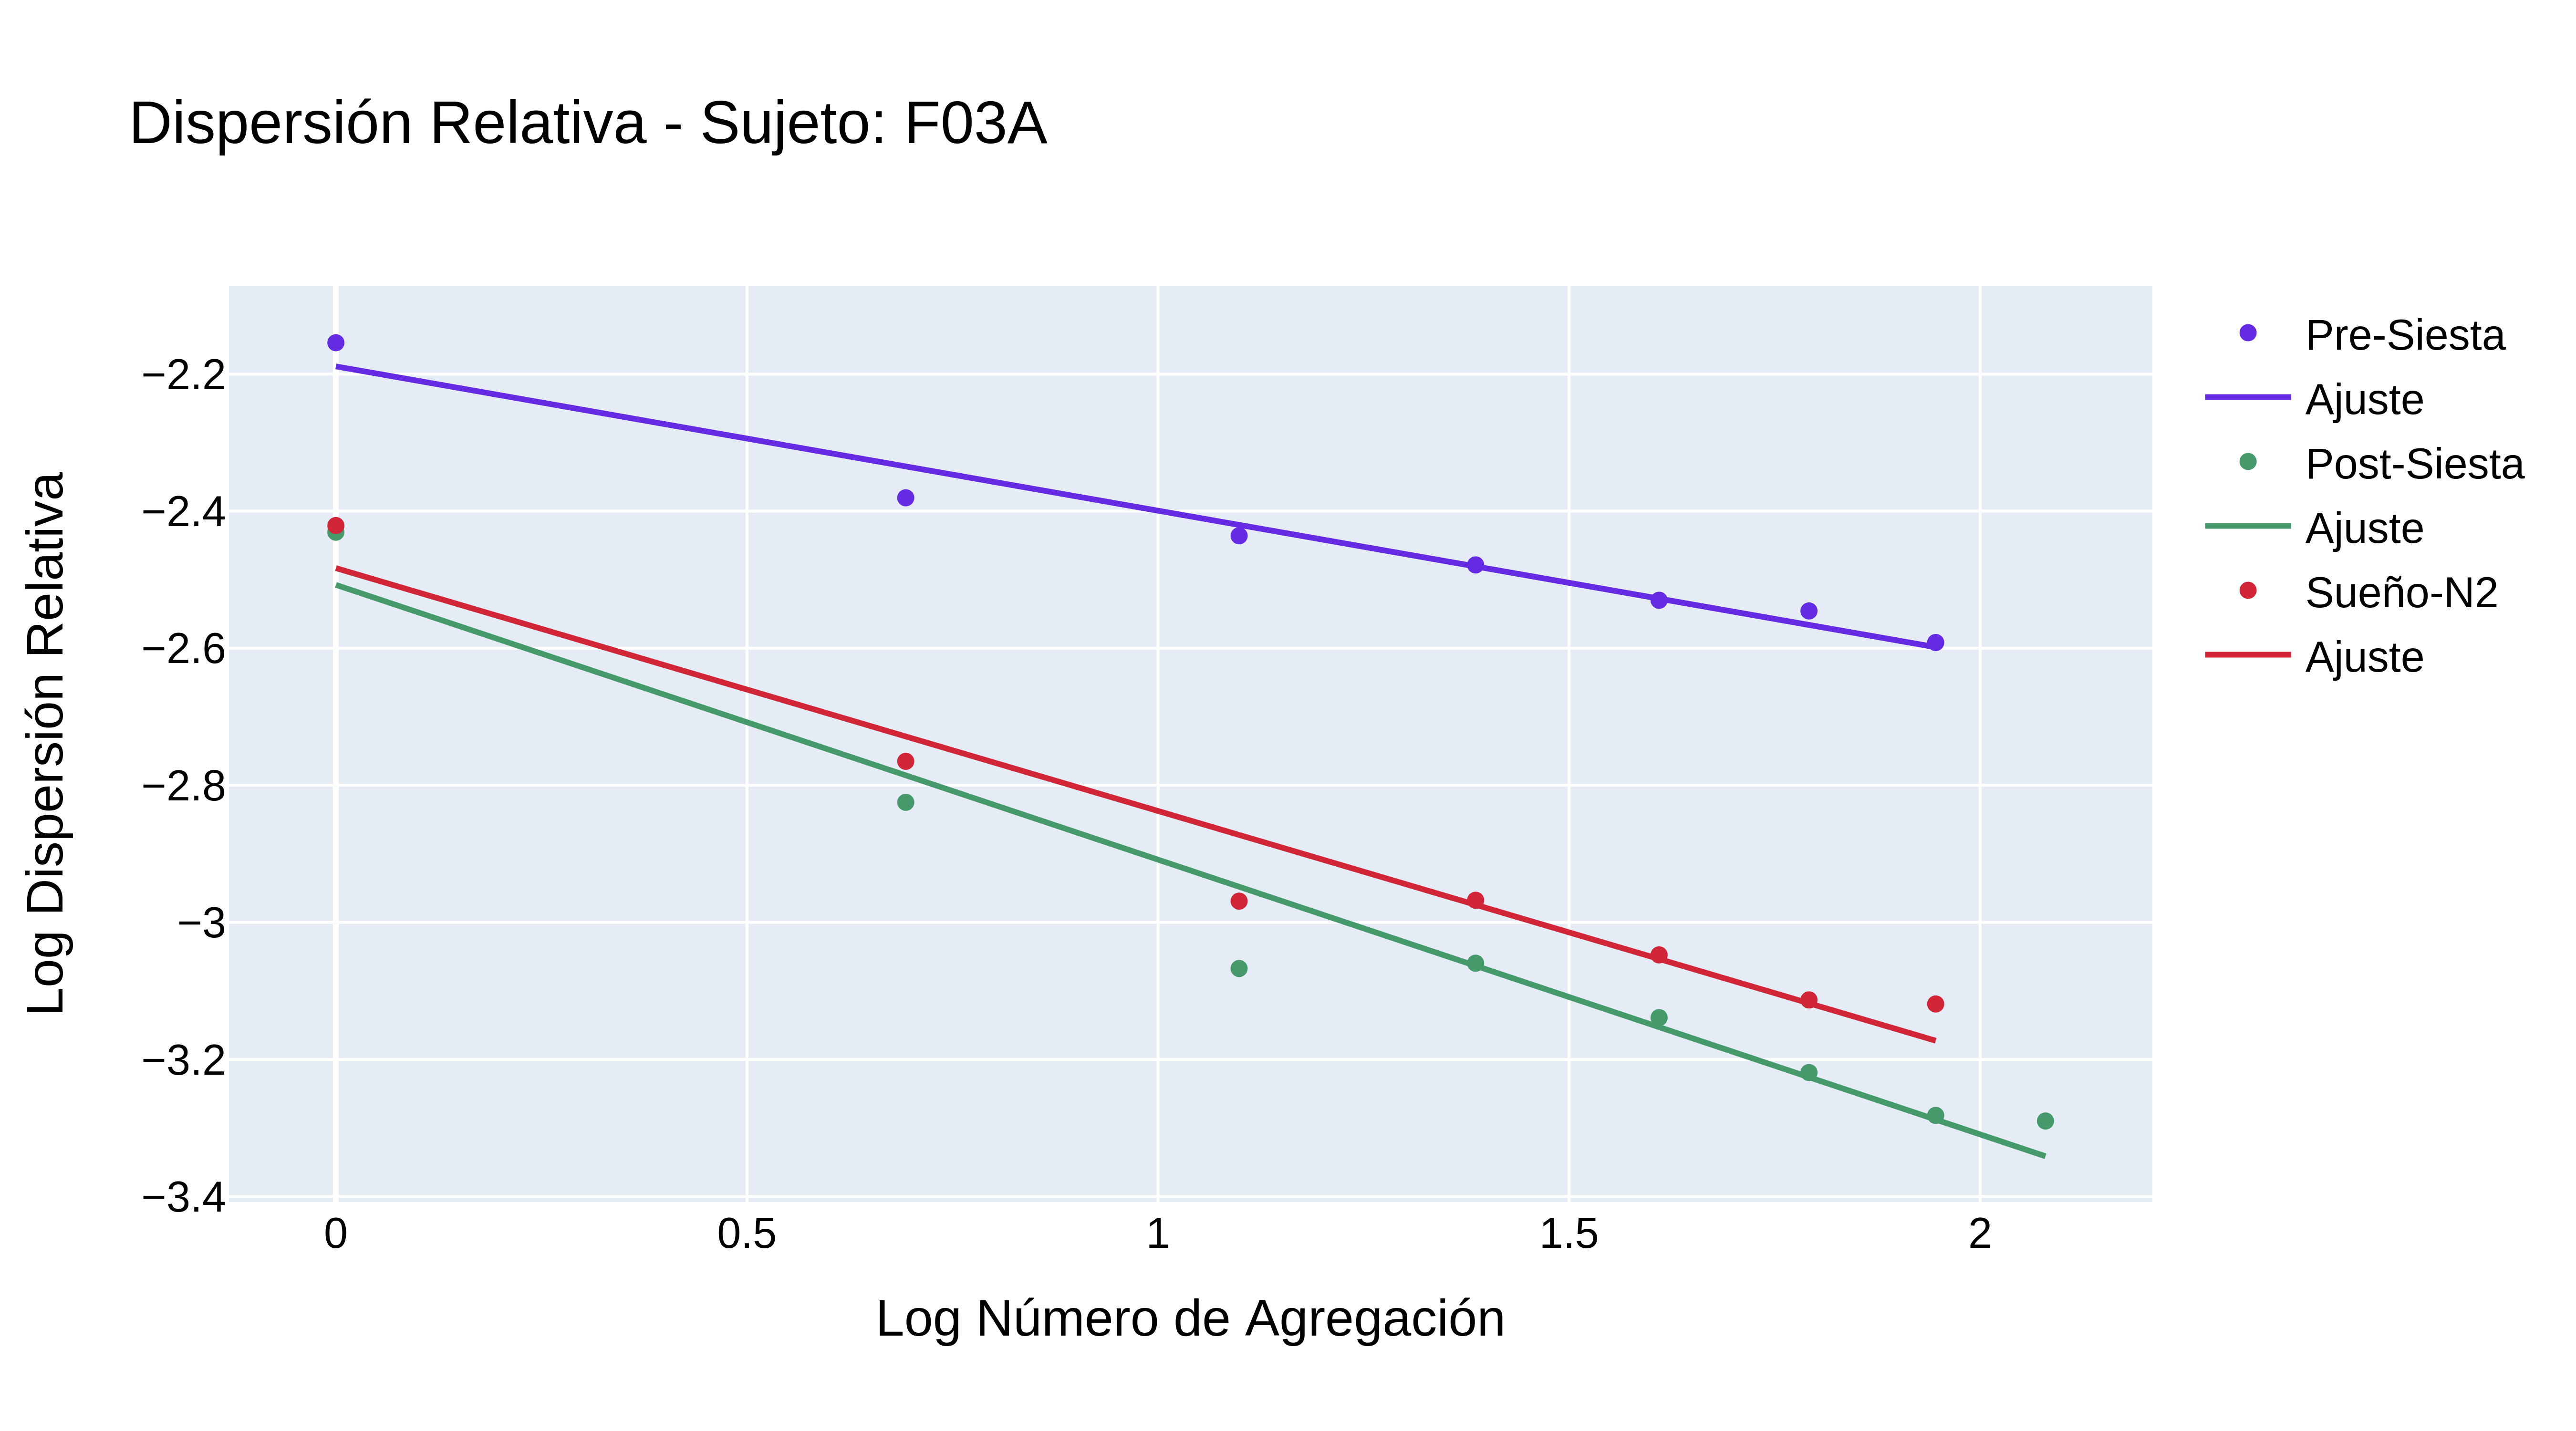 Dispersión Relativa - Sujeto: F03A
Pre-Siesta
Ajuste
Post-Siesta
Ajuste
Sueño-N2
Ajuste
Log Dispersión Relativa
−2.2
−2.4
−2.6
−2.8
−3
−3.2
−3.4
0
0.5
1
1.5
2
Log Número de Agregación